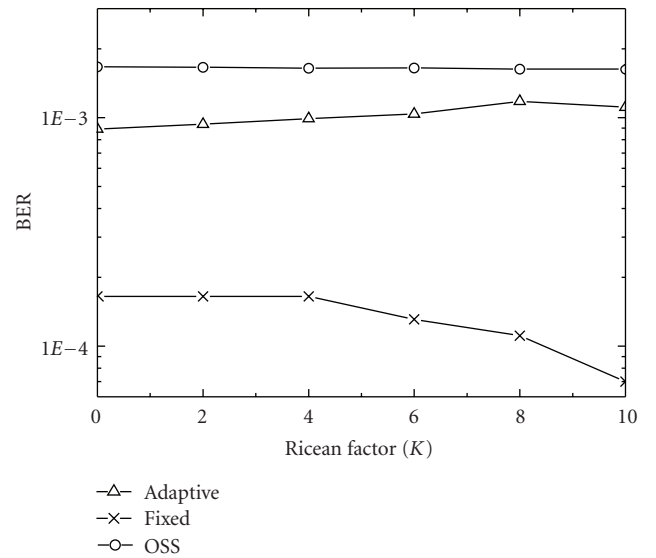 BER
1E−3
1E−4
0 2 4 6 8 10
Ricean factor (K)
Adaptive
Fixed
OSS